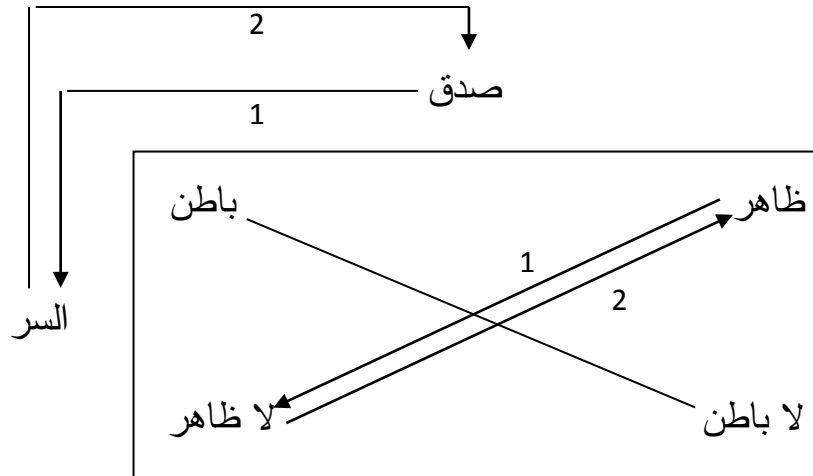 2
صدق
1
ظاهر
باطن
1
2
السر
لا باطن
لا ظاهر